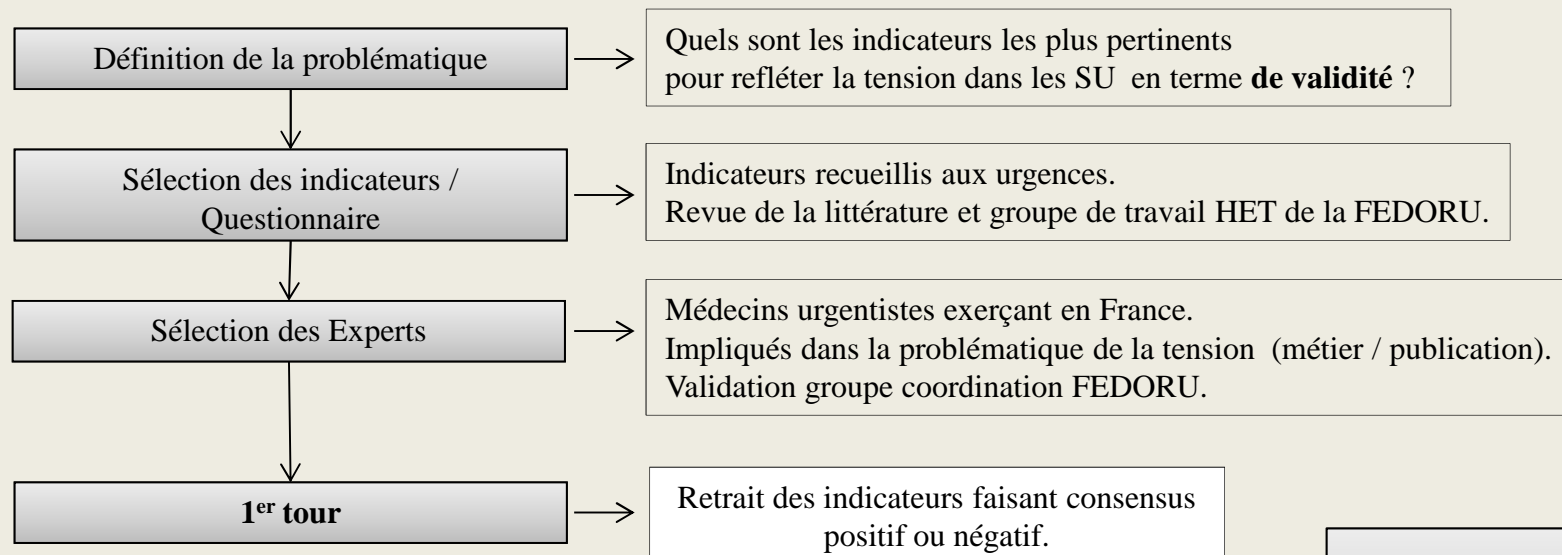 Définition de la problématique
Quels sont les indicateurs les plus pertinents
pour refléter la tension dans les SU en terme de validité ?
Sélection des indicateurs /
Questionnaire
Indicateurs recueillis aux urgences.
Revue de la littérature et groupe de travail HET de la FEDORU.
Sélection des Experts
Médecins urgentistes exerçant en France.
Impliqués dans la problématique de la tension (métier / publication).
Validation groupe coordination FEDORU.
1er tour
Retrait des indicateurs faisant consensus
positif ou négatif.